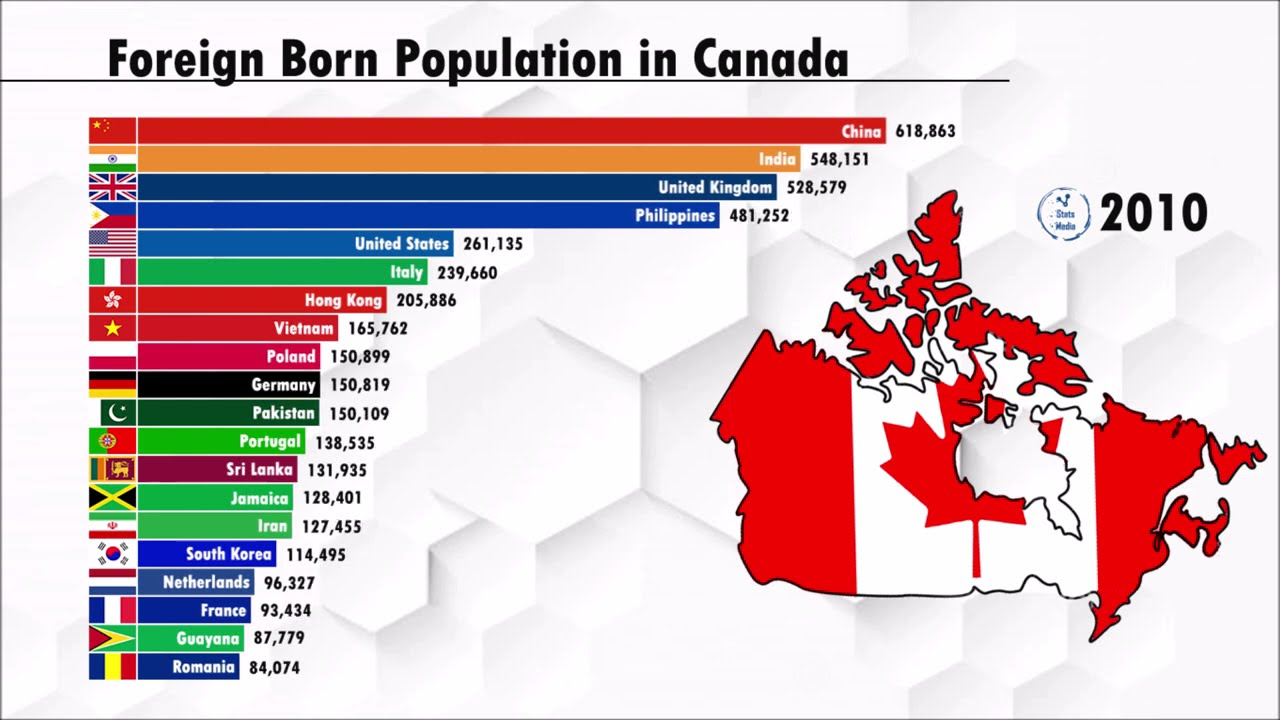 Foreign Born Population in Canada
China 618,863
India 548,151
United Kingdom 528,579
Philippines 481,252
United States 261,135
Italy 239,660
Hong Kong 205,886
Vietnam 165,762
Poland 150,899
Germany 150,819
Pakistan 150,109
Portugal 138,535
Sri Lanka 131,935
Jamaica 128,401
Iran 127,455
South Korea 114,495
Netherlands 96,327
France 93,434
Guayana 87,779
Romania 84,074
Stats
Media
2010